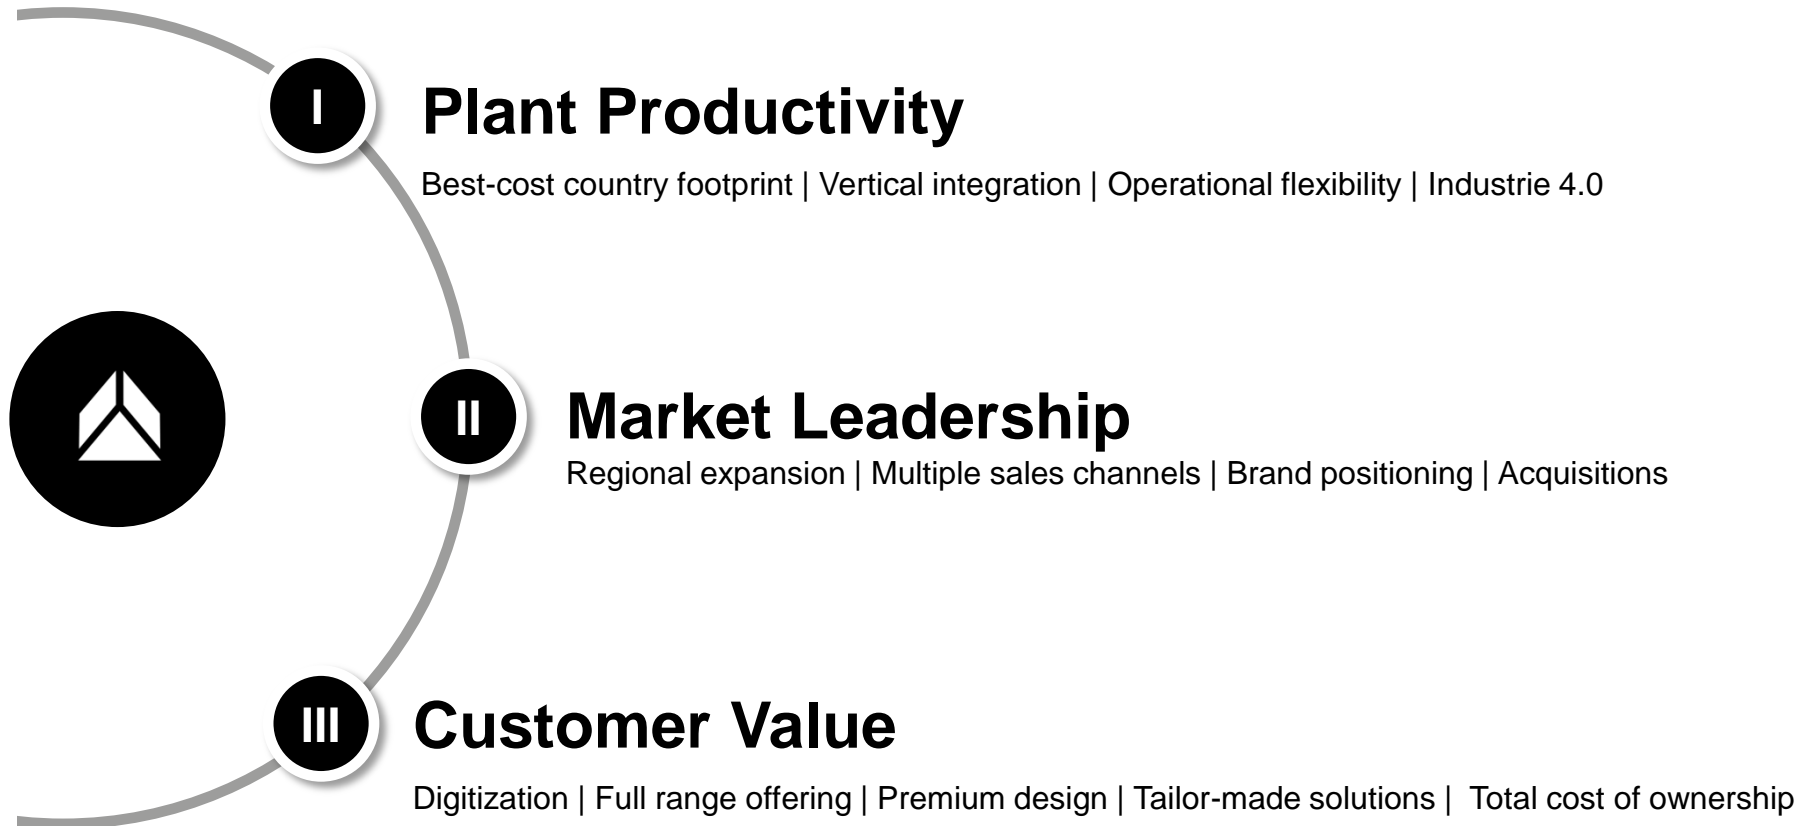 I
Plant Productivity
Best-cost country footprint | Vertical integration | Operational flexibility | Industrie 4.0
II
Market Leadership
Regional expansion | Multiple sales channels | Brand positioning | Acquisitions
III
Customer Value
Digitization | Full range offering | Premium design | Tailor-made solutions |  Total cost of ownership